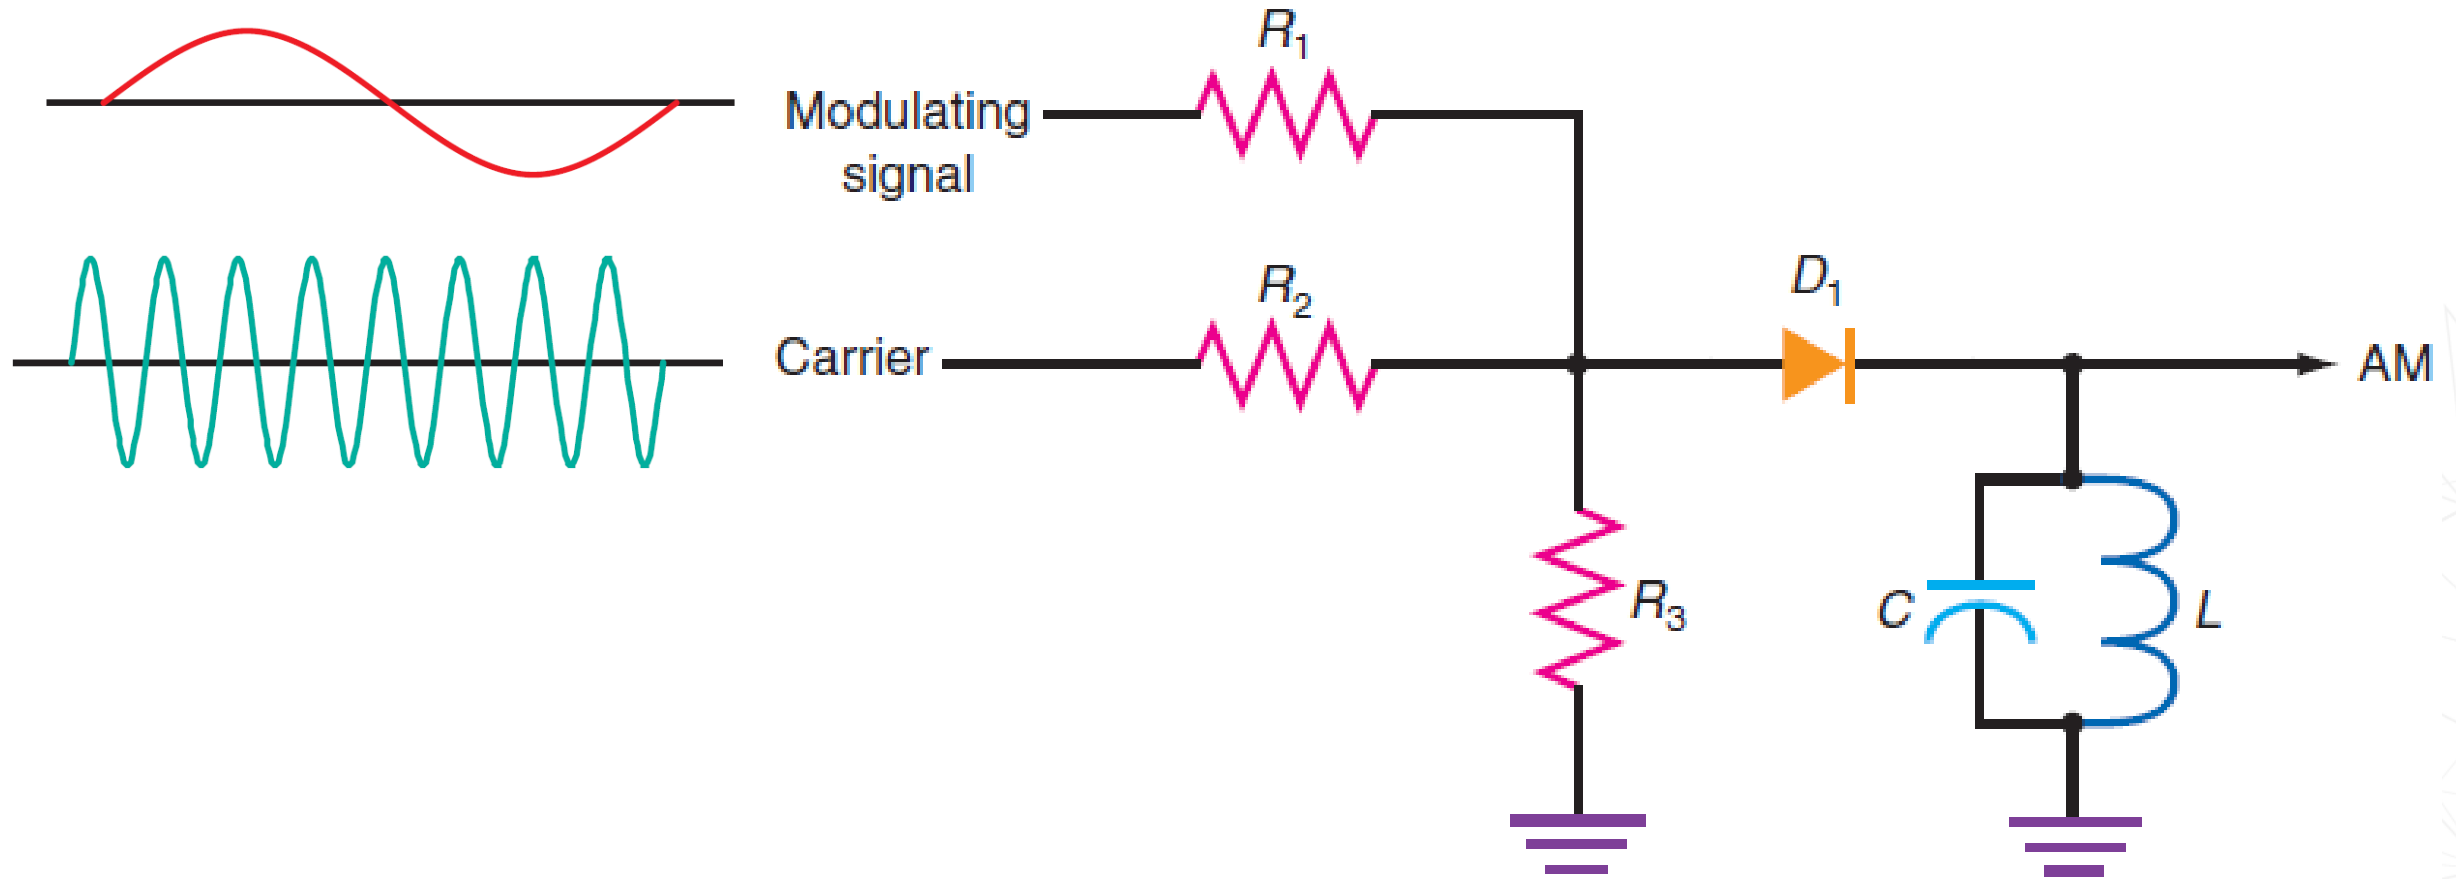 R1
Modulating
signal
R2
Carrier
D1
AM
R3
C
L